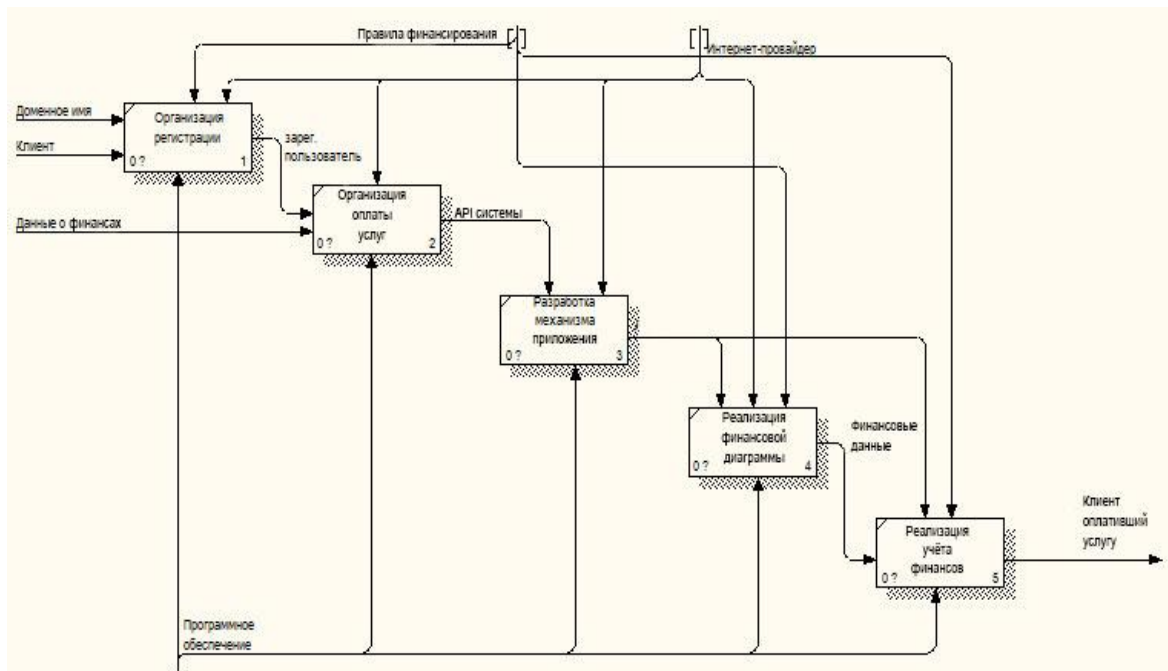 Правила финансирования
Интернет-провайдер
Доменное имя
Клиент
Организация
регистрации
0 ?
1
зарег.
пользователь
Данные о финансах
Организация
оплаты
услуг
0 ?
2
API системы
Разработка
механизма
приложения
0 ?
3
Реализация
финансовой
диаграммы
0 ?
4
Финансовые
данные
Реализация
учёта
финансов
0 ?
5
Клиент
оплативший
услугу
Программное
обеспечение